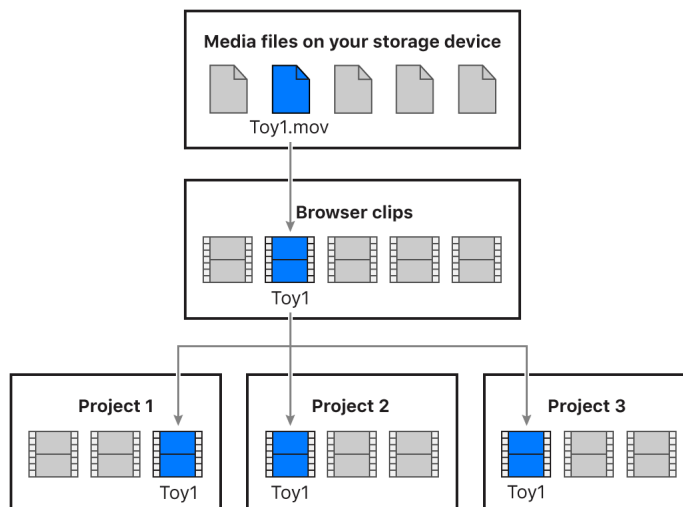 Media files on your storage device
Toy1.mov
Browser clips
Toy1
Project 1
Project 2
Project 3
Toy1
Toy1
Toy1